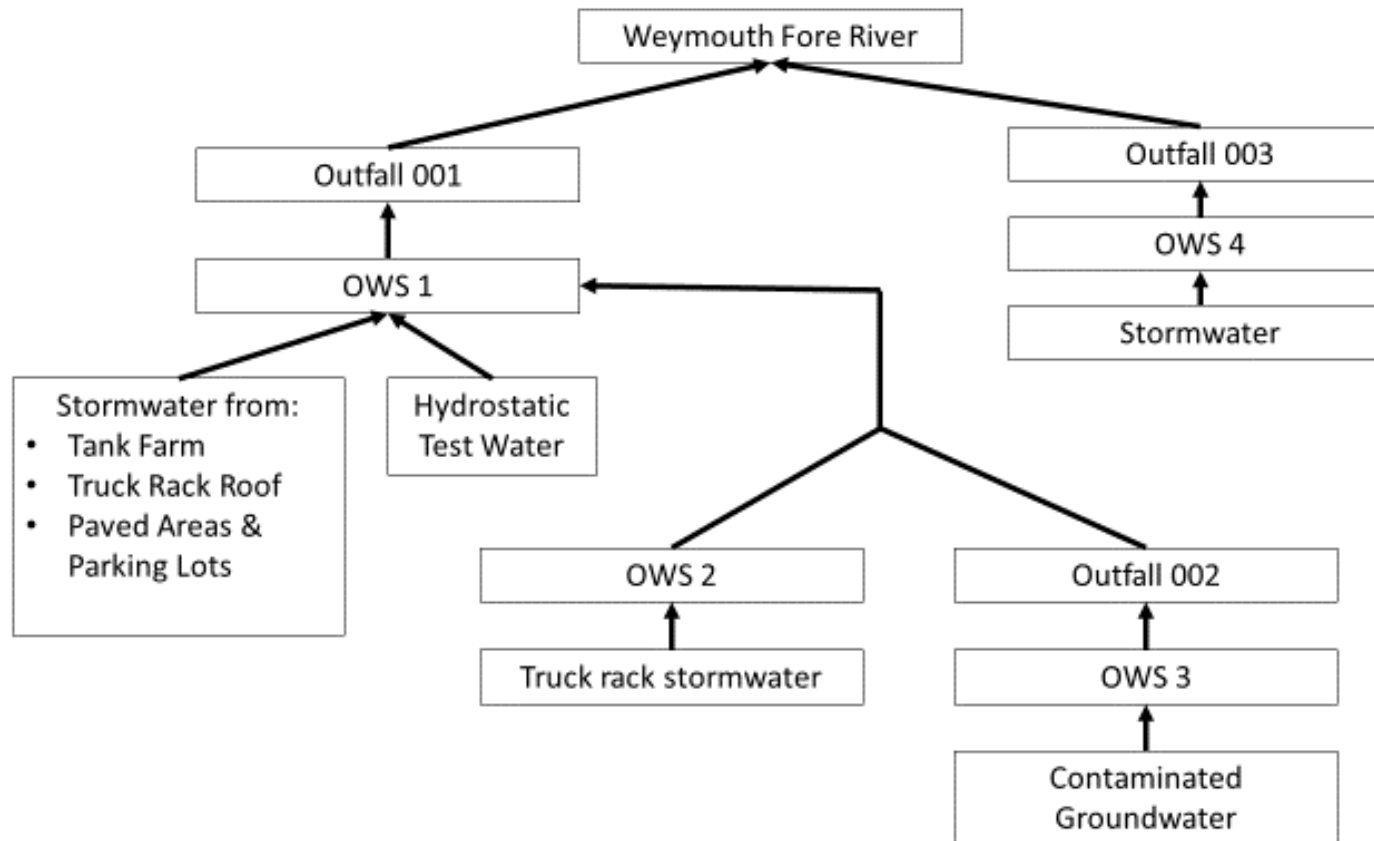 Weymouth Fore River
Outfall 001
Outfall 003
OWS 1
OWS 4
Stormwater
Stormwater from:
• Tank Farm
• Truck Rack Roof
• Paved Areas &
Parking Lots
Hydrostatic
Test Water
OWS 2
Outfall 002
Truck rack stormwater
OWS 3
Contaminated
Groundwater